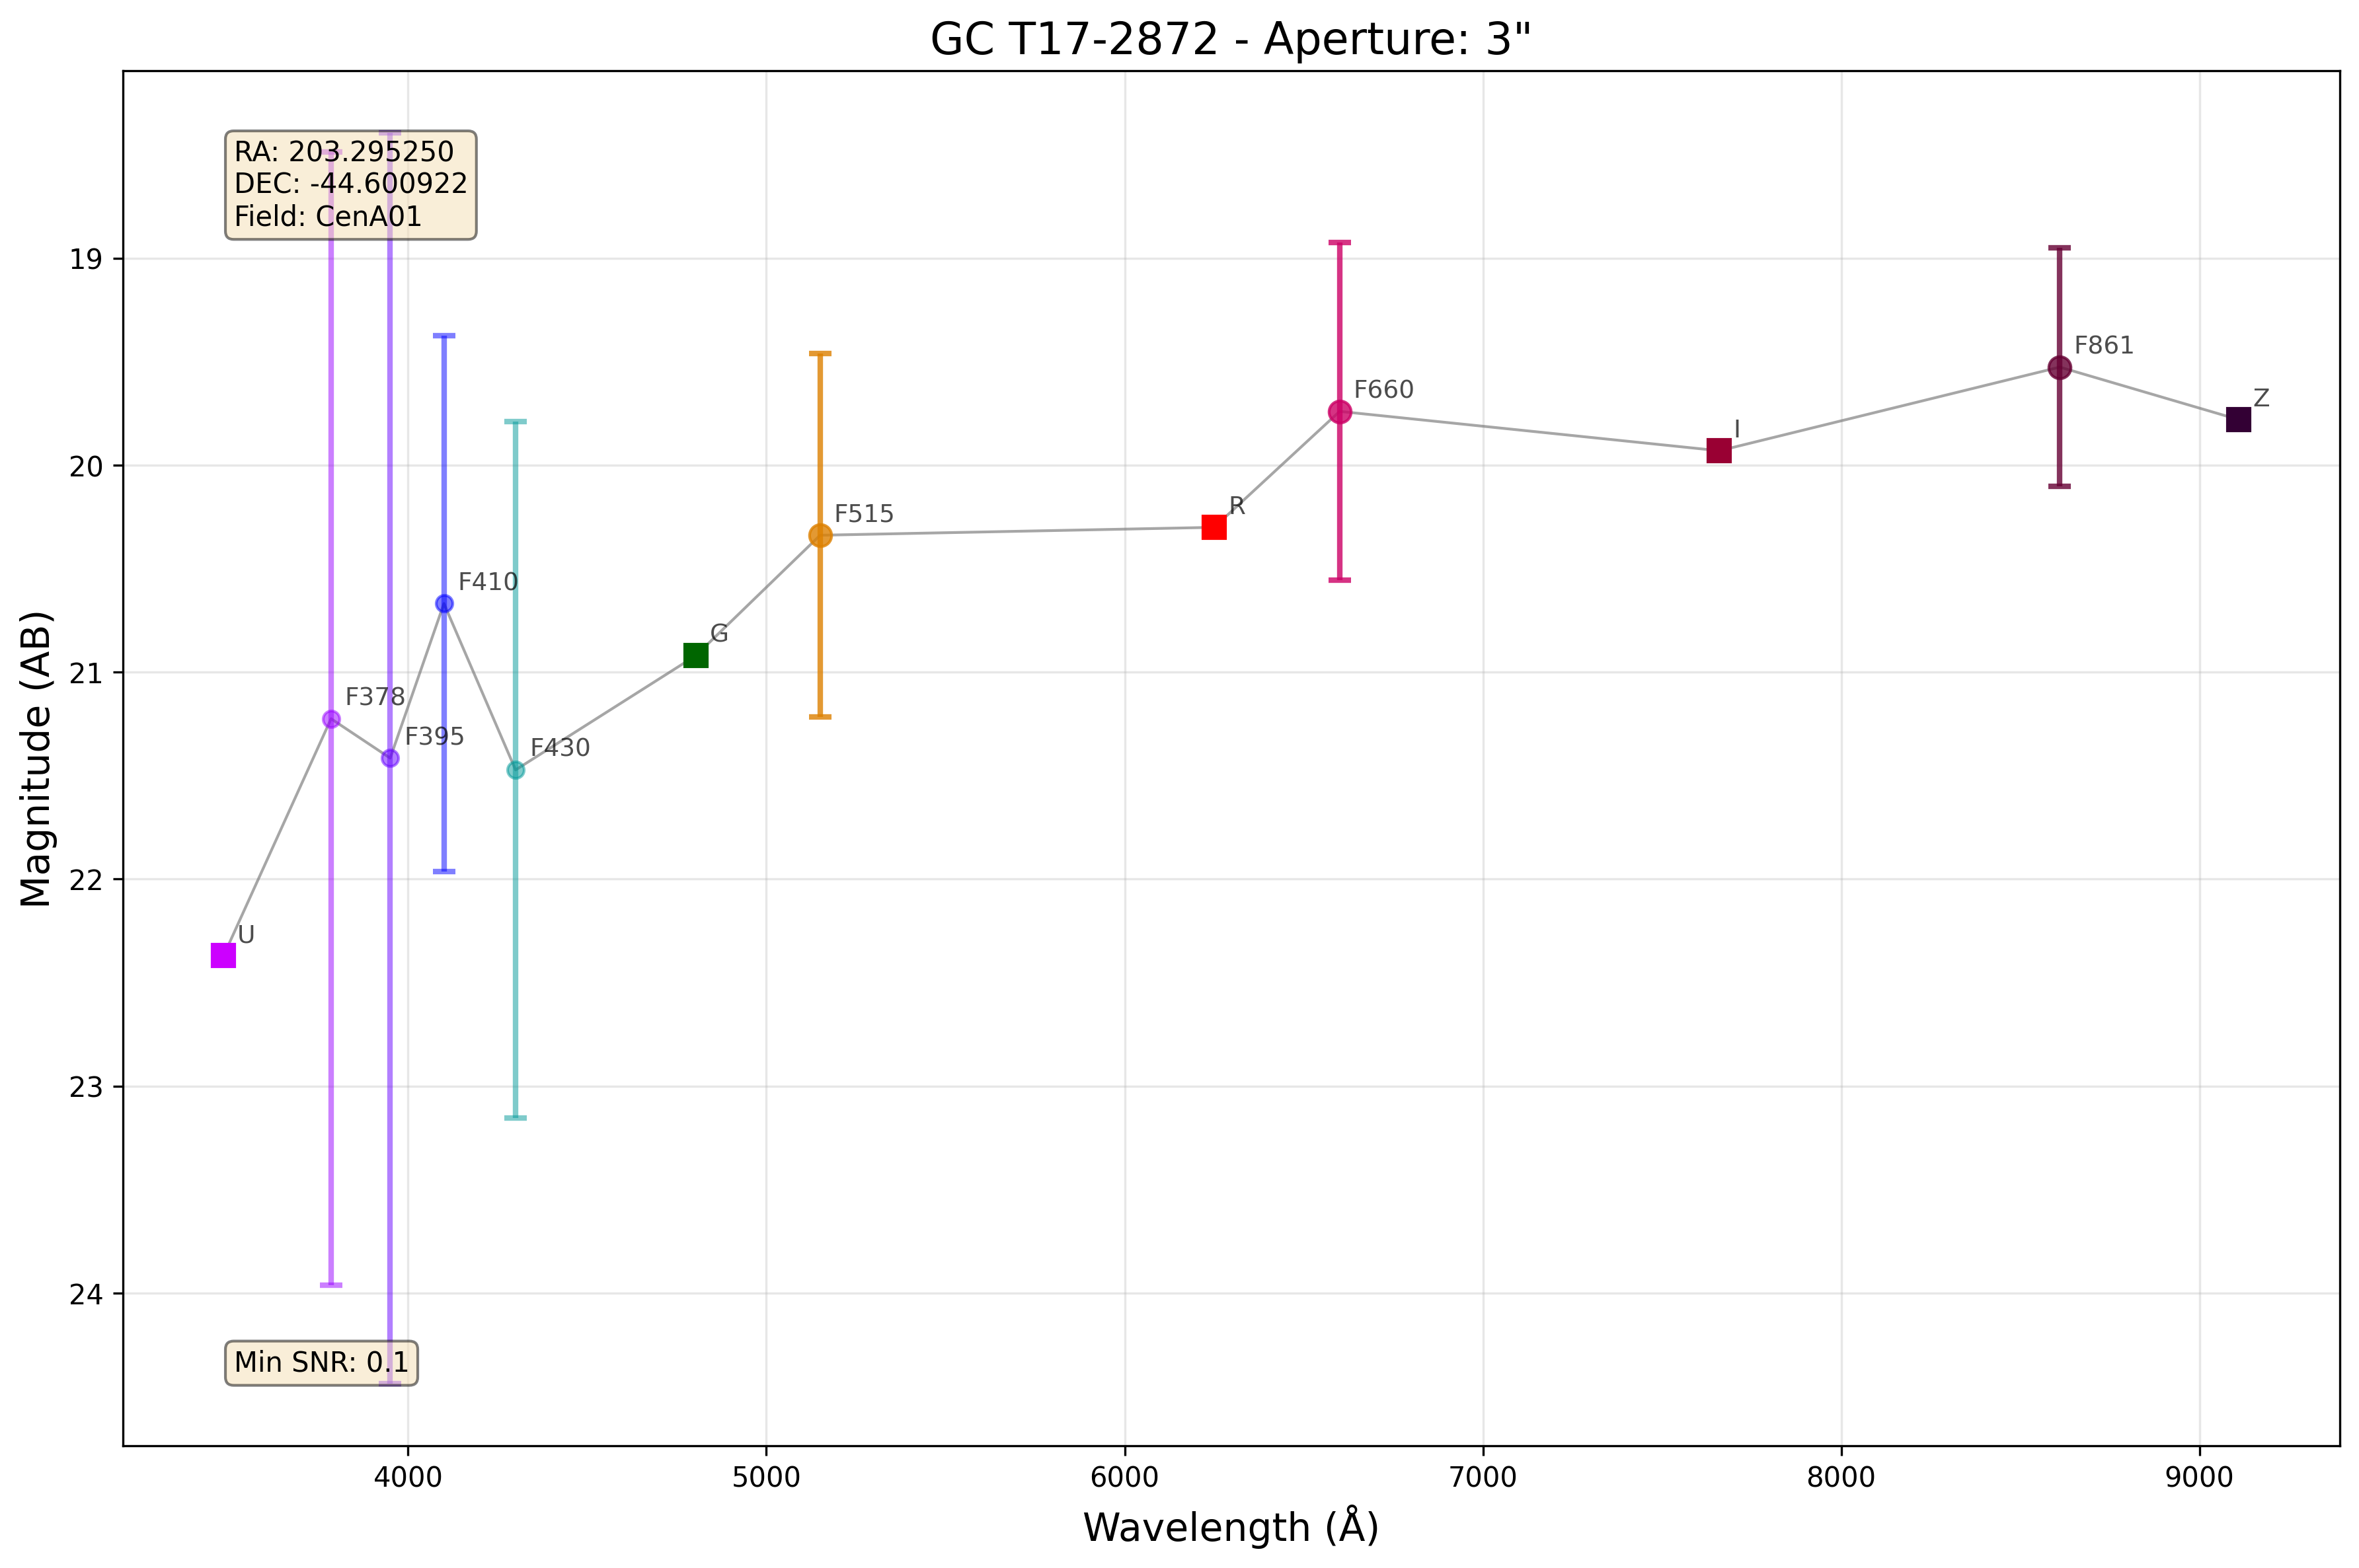 GC T17-2872 - Aperture: 3"
RA: 203.295250
DEC: -44.600922
Field: CenA01
19
20
21
22
23
24
Magnitude (AB)
U
F378
F395
F410
F430
G
F515
R
F660
I
F861
Z
Min SNR: 0.1
4000
5000
6000
7000
8000
9000
Wavelength (Å)